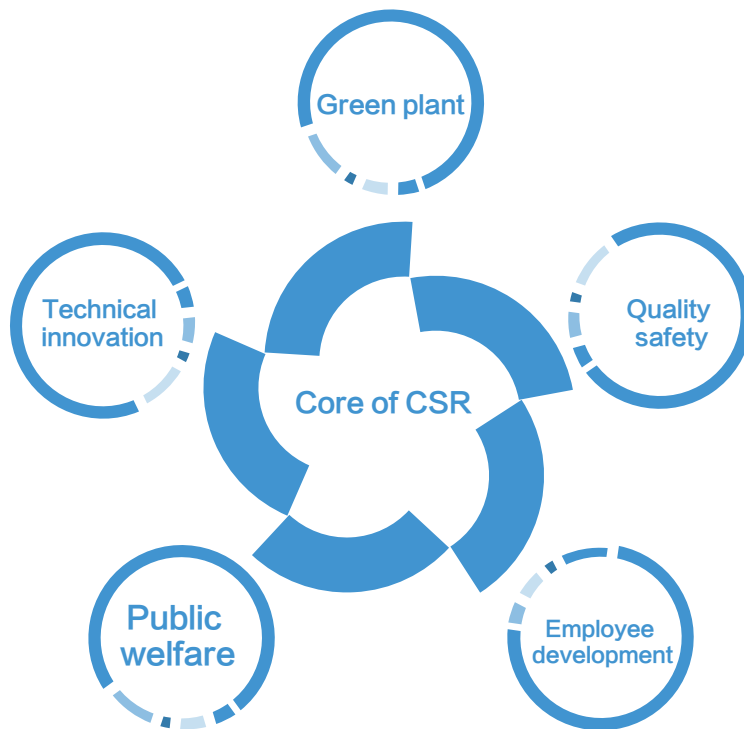 Green plant
Technical
innovation
Quality
safety
Core of CSR
Public
welfare
Employee
development